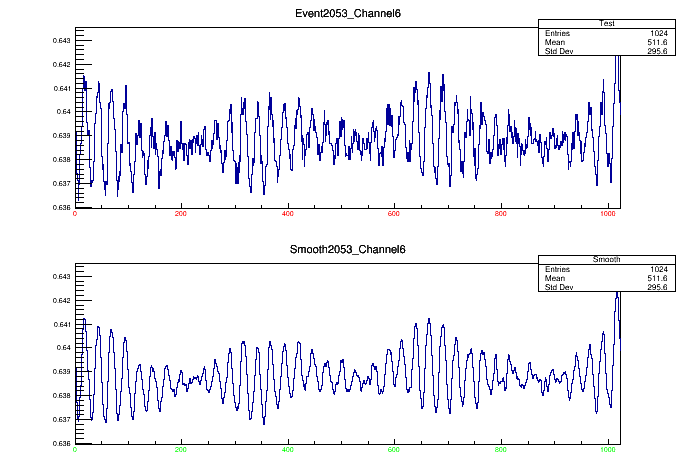 Event2053_Channel6
Test
Entries 1024
Mean 511.6
Std Dev 295.6
0.643
0.642
0.641
0.64
0.639
0.638
0.637
0.636
0 200 400 600 800 1000
Smooth2053_Channel6
Smooth
Entries 1024
Mean 511.6
Std Dev 295.6
0.643
0.642
0.641
0.64
0.639
0.638
0.637
0.636
0 200 400 600 800 1000